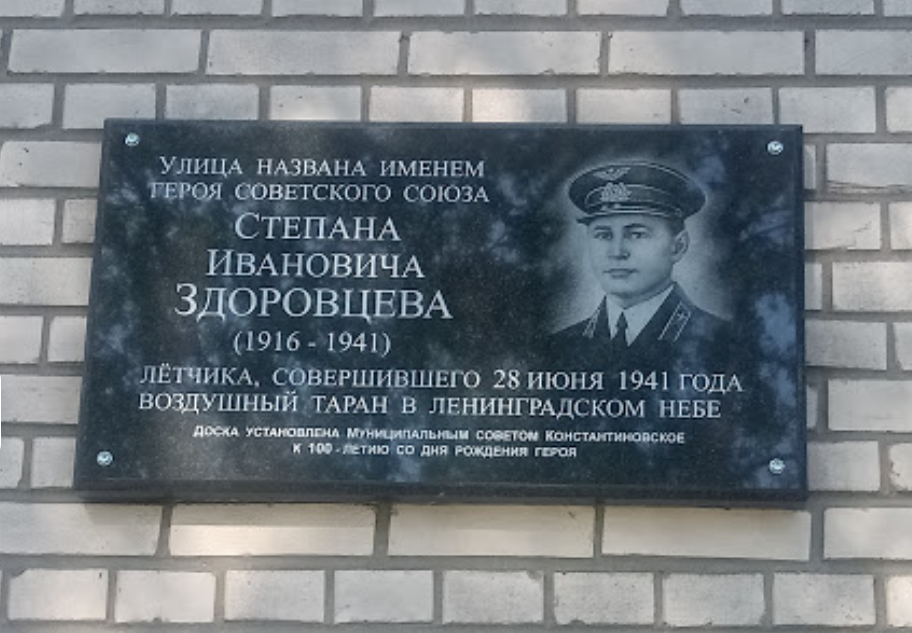 УЛИЦА НАЗВАНА ИМЕНЕМ
ГЕРОЯ СОВЕТСКОГО СОЮЗА
СТЕПАНА
ИВАНОВИЧА
ЗДОРОВЦЕВА
(1916 - 1941)
ЛЁТЧИКА, СОВЕРШИВШЕГО 28 ИЮНЯ 1941 ГОДА
ВОЗДУШНЫЙ ТАРАН В ЛЕНИНГРАДСКОМ НЕБЕ
ДОСКА УСТАНОВЛЕНА МУНИЦИПАЛЬНЫМ СОВЕТОМ КОНСТАНТИНОВСКОЕ
К 100 - ЛЕТИЮ СО ДНЯ РОЖДЕНИЯ ГЕРОЯ